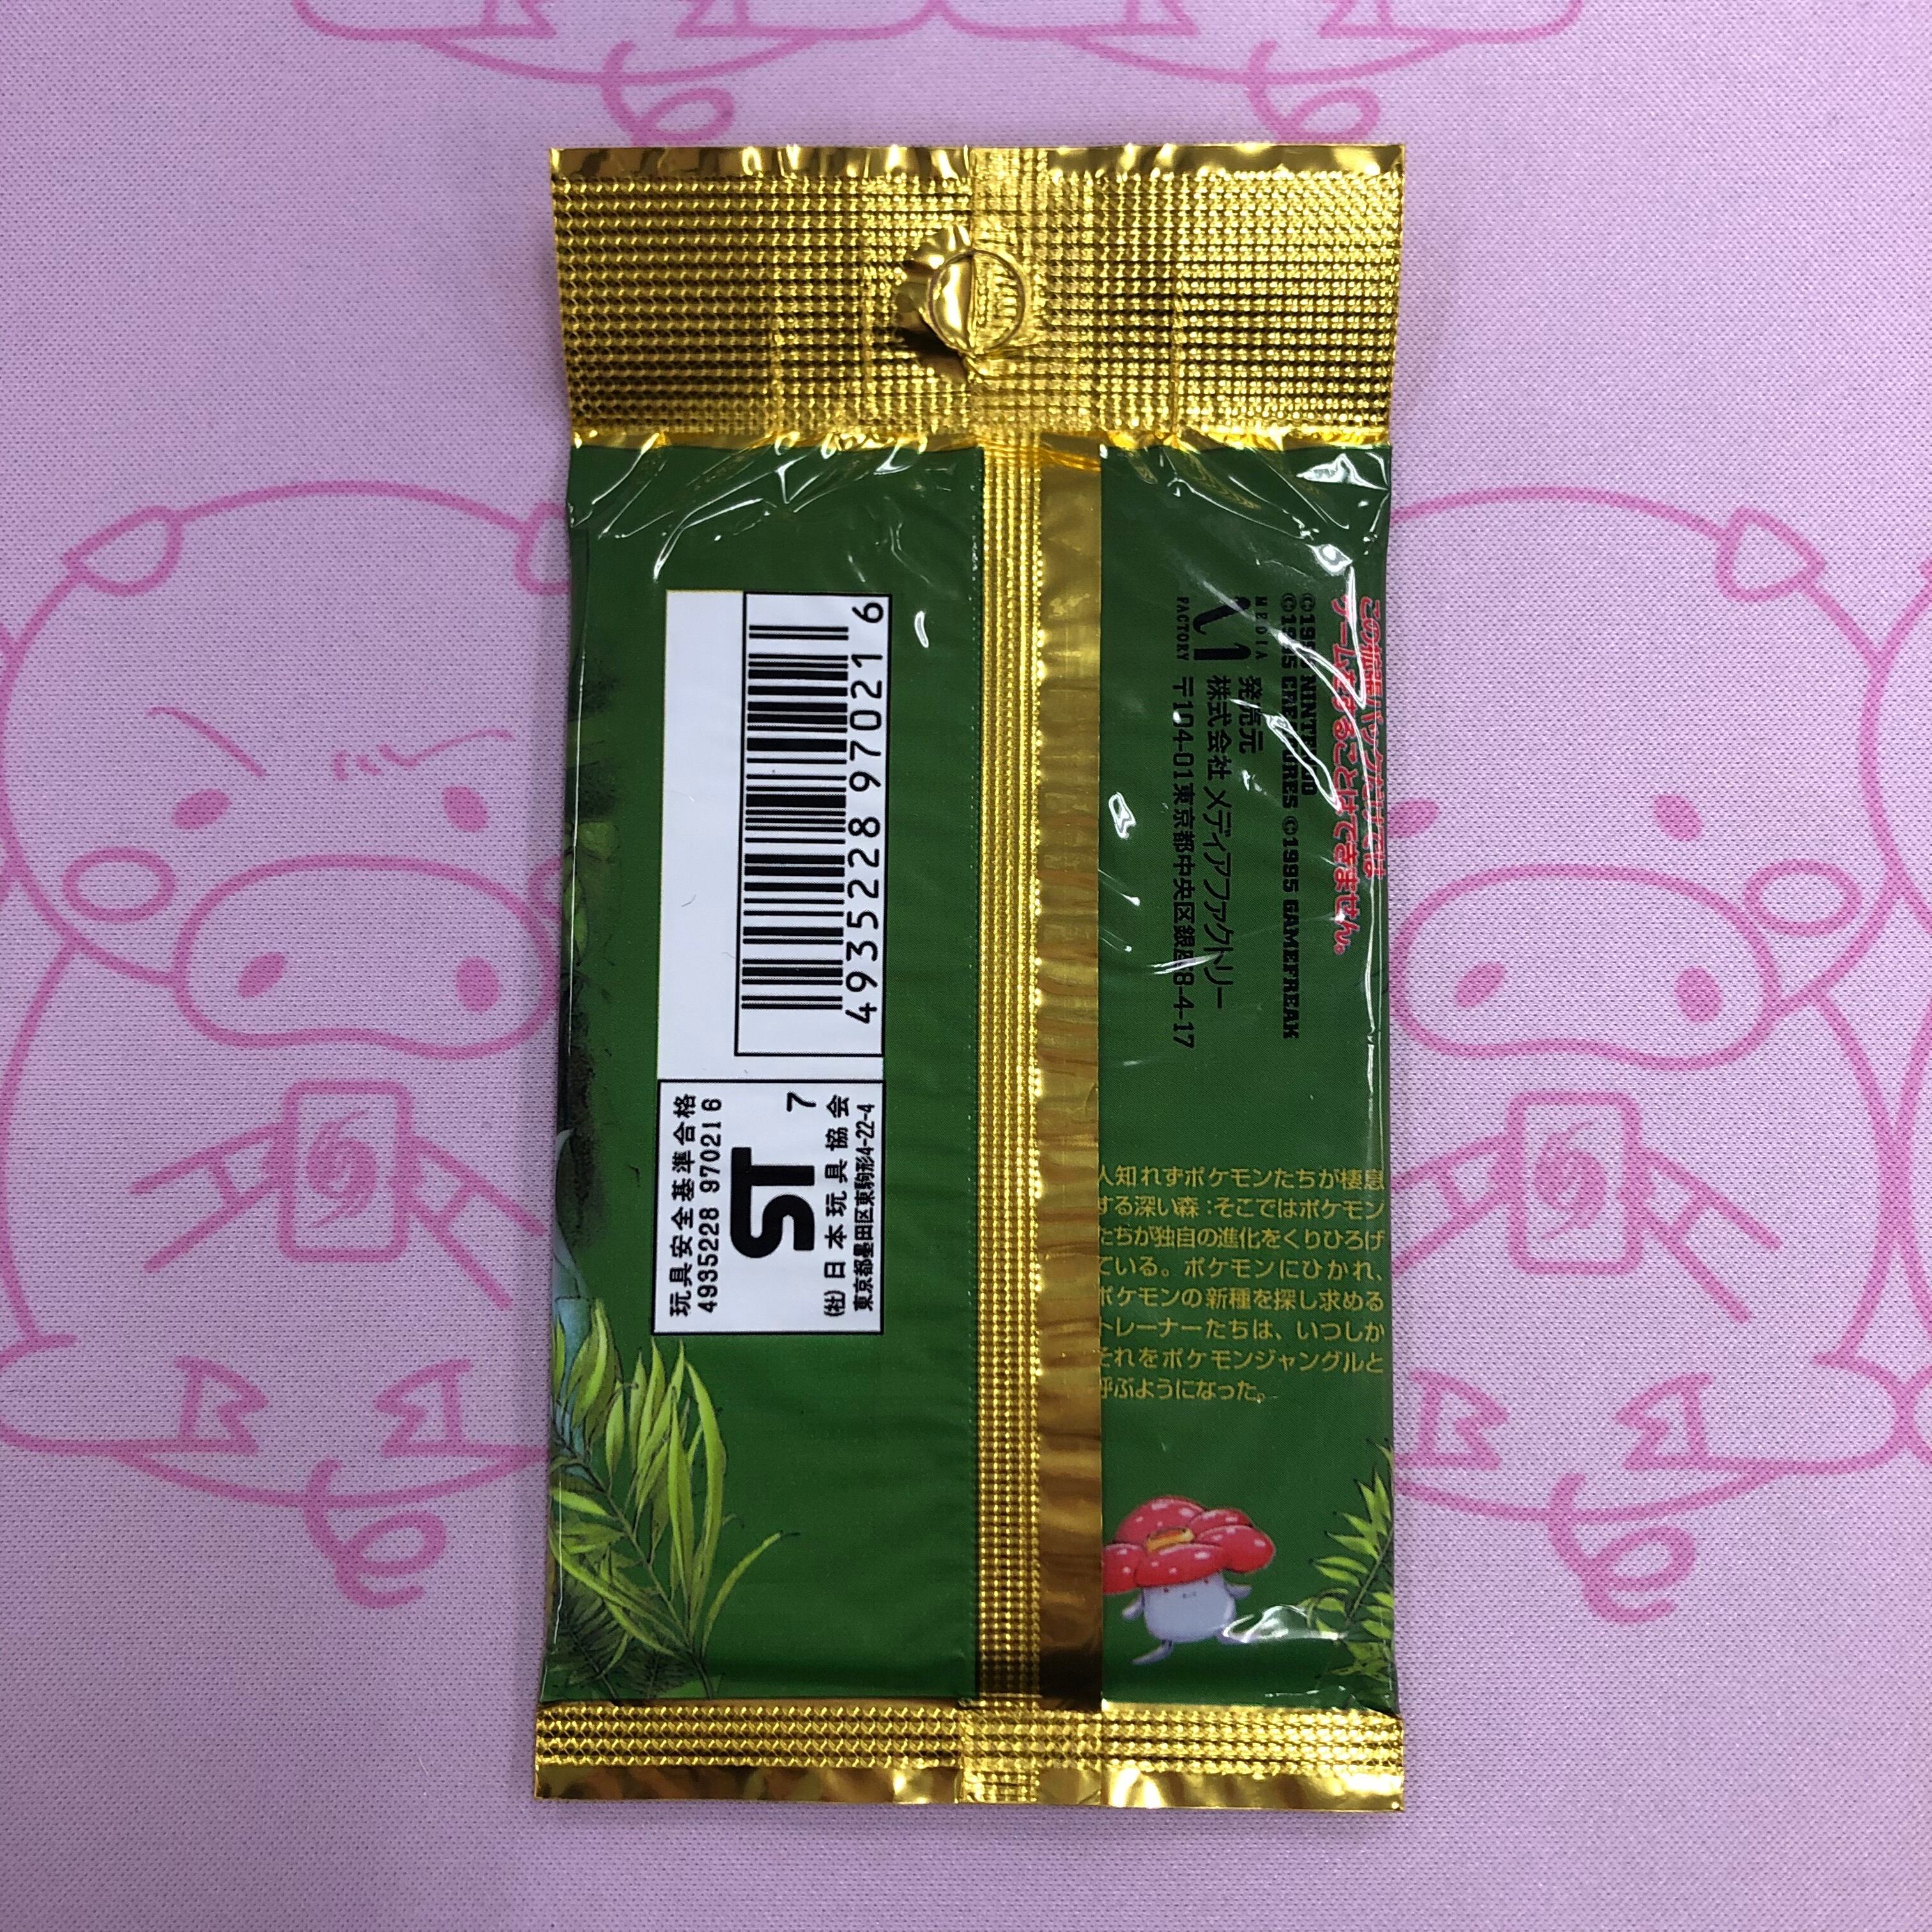 4935228970216
玩具安全基準合格
4935228 970216
ST 7
(社)日本玩具協会
東京都墨田区東駒形4-22-4
この拡張パックだけでは
ゲームをすることはできません。
NINTENDO
©1995 CREATURES ©1995 GAMEFREAK
MEDIA
FACTORY
発売元
株式会社 メディアファクトリー
〒104-01東京都中央区銀座8-4-17
人知れずポケモンたちが棲息
する深い森:そこではポケモン
たちが独自の進化をくりひろげ
ている。ポケモンにひかれ、
ポケモンの新種を探し求める
トレーナーたちは、いつしか
それをポケモンジャングルと
呼ぶようになった。